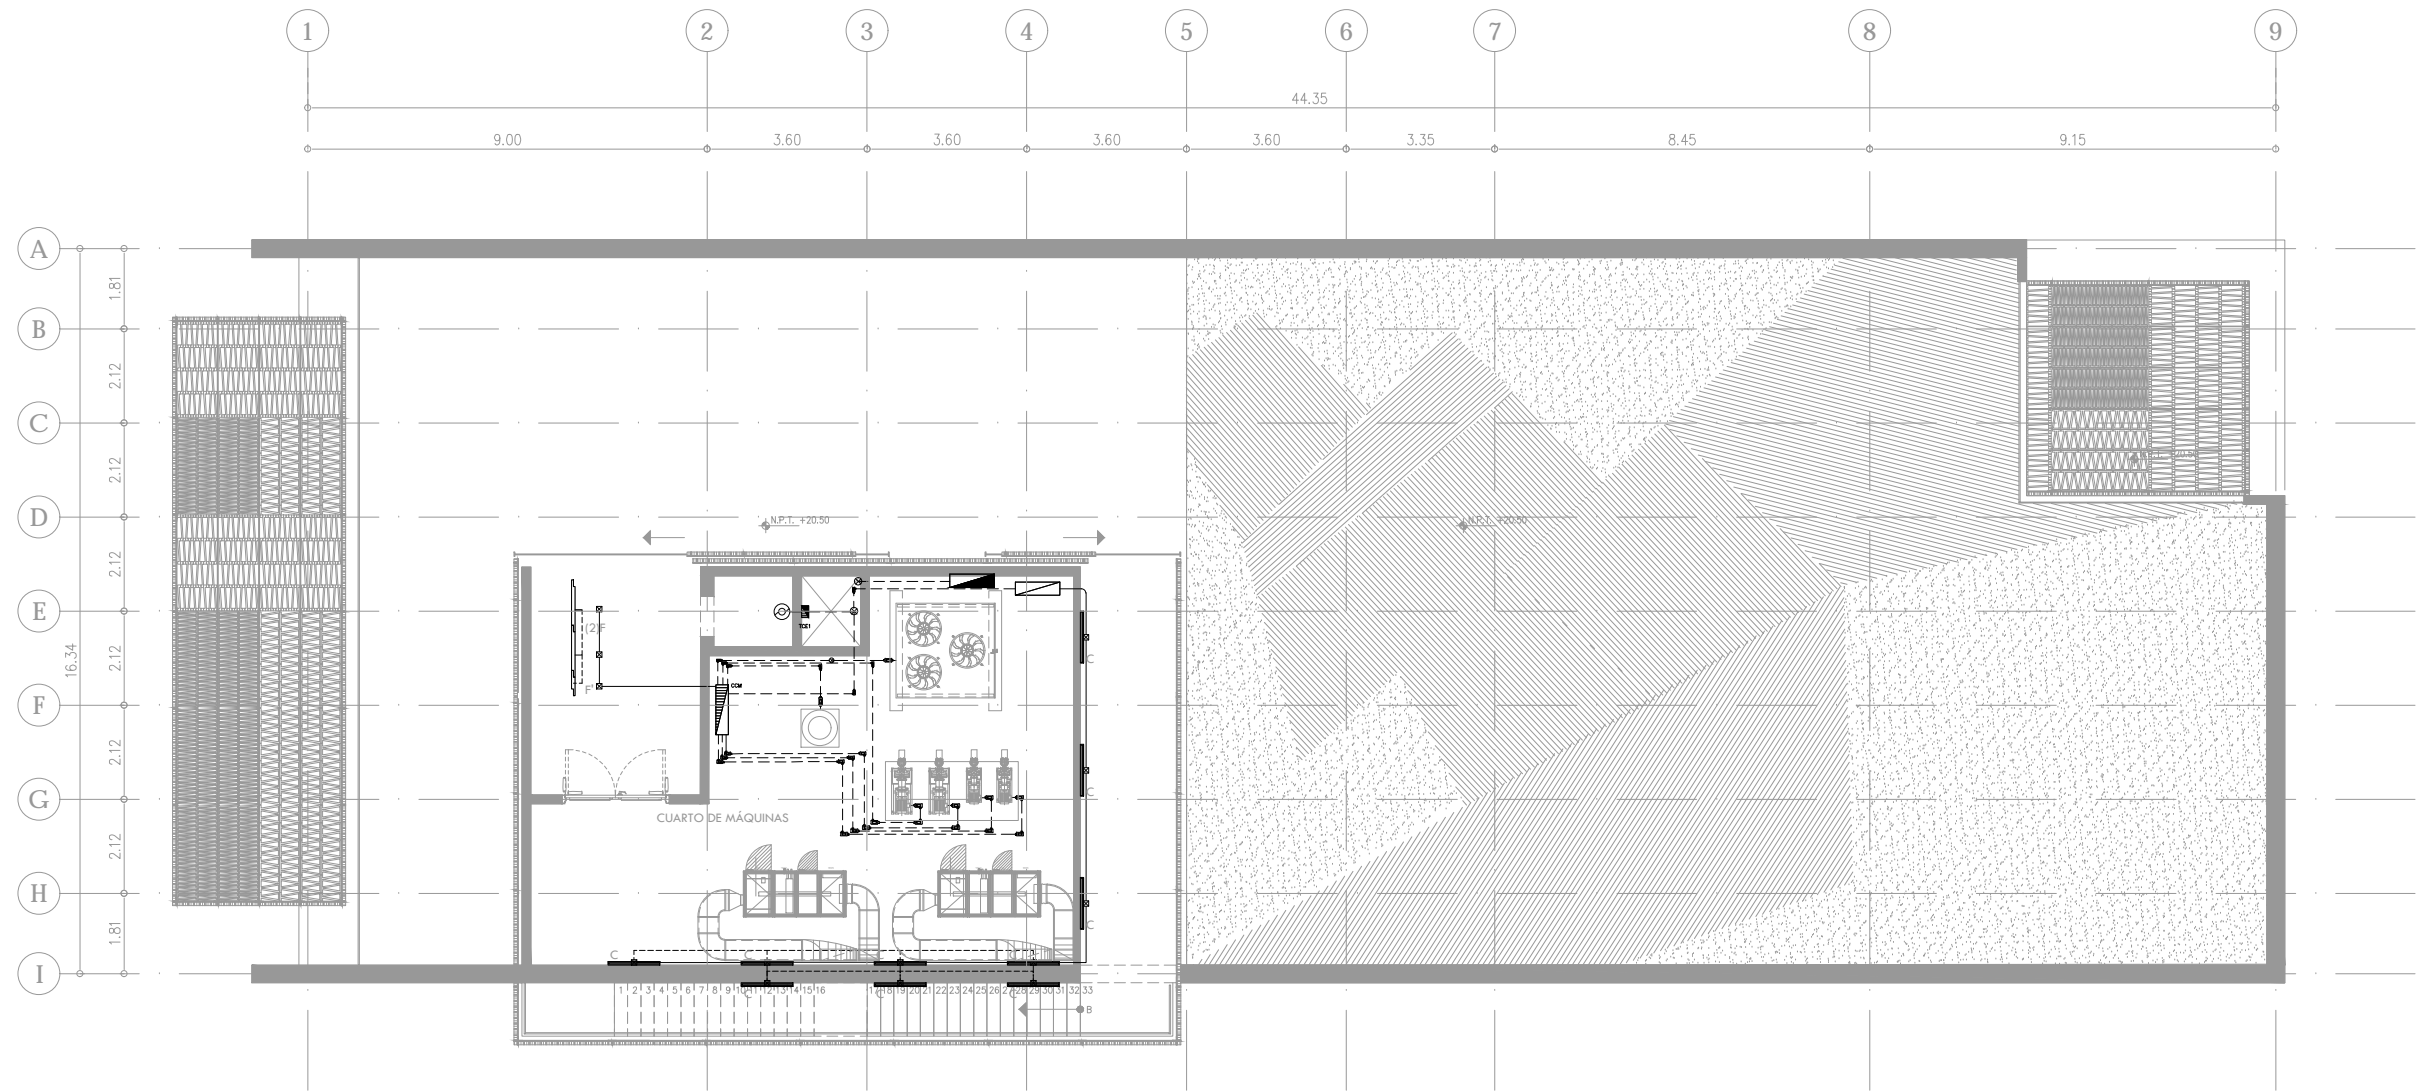 1 2 3 4 5 6 7 8 9
44.35
9.00 3.60 3.60 3.60 3.60 3.35 8.45 9.15
A
1.81
B
2.12
C
2.12
D
N.P.T. +20.50
N.P.T. +20.50
2.12
E
TCE1
(2)F
2.12
16.34
C
F'
CCM
F
2.12
C
G
CUARTO DE MÁQUINAS
2.12
H
C
1.81
C
I
1 2 3 4 5 6 7 8 9 10 11 12 13 14 15 16 17 18 19 20 21 22 23 24 25 26 27 28 29 30 31 32 33
C C C
B